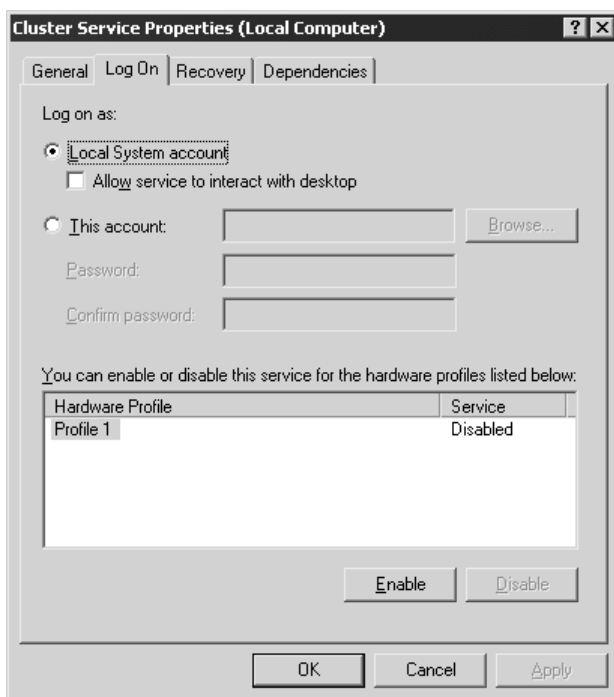 Cluster Service Properties (Local Computer)
General Log On Recovery Dependencies
Log on as:
Local System account
Allow service to interact with desktop
This account: Browse...
Password:
Confirm password:
You can enable or disable this service for the hardware profiles listed below:
Hardware Profile Service
Profile 1 Disabled
Enable Disable
OK Cancel Apply